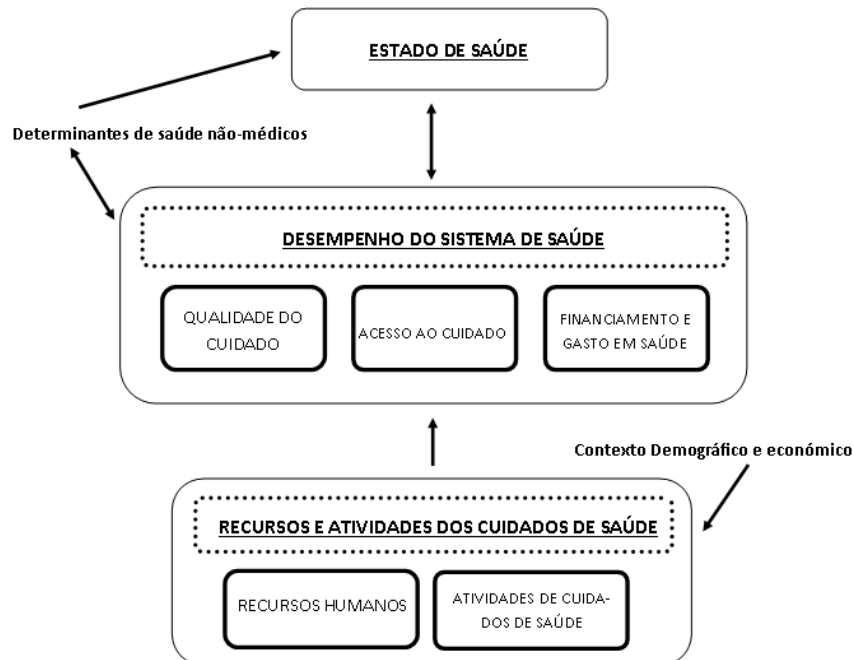 ESTADO DE SAÚDE
Determinantes de saúde não-médicos
DESEMPENHO DO SISTEMA DE SAÚDE
QUALIDADE DO
CUIDADO
ACESSO AO CUIDADO
FINANCIAMENTO E
GASTO EM SAÚDE
Contexto Demográfico e económico
RECURSOS E ATIVIDADES DOS CUIDADOS DE SAÚDE
RECURSOS HUMANOS
ATIVIDADES DE CUIDA-
DOS DE SAÚDE